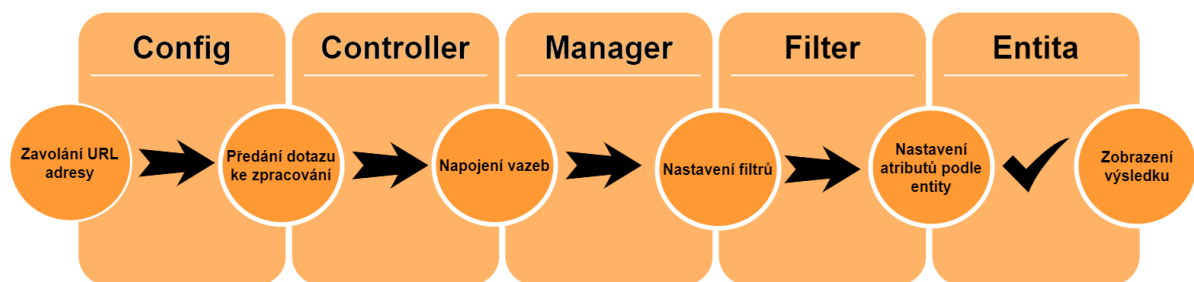 Config
Controller
Manager
Filter
Entita
Zavolání URL
adresy
Předání dotazu
ke zpracování
Napojení vazeb
Nastavení filtrů
Nastavení
atributů podle
entity
Zobrazení
výsledku